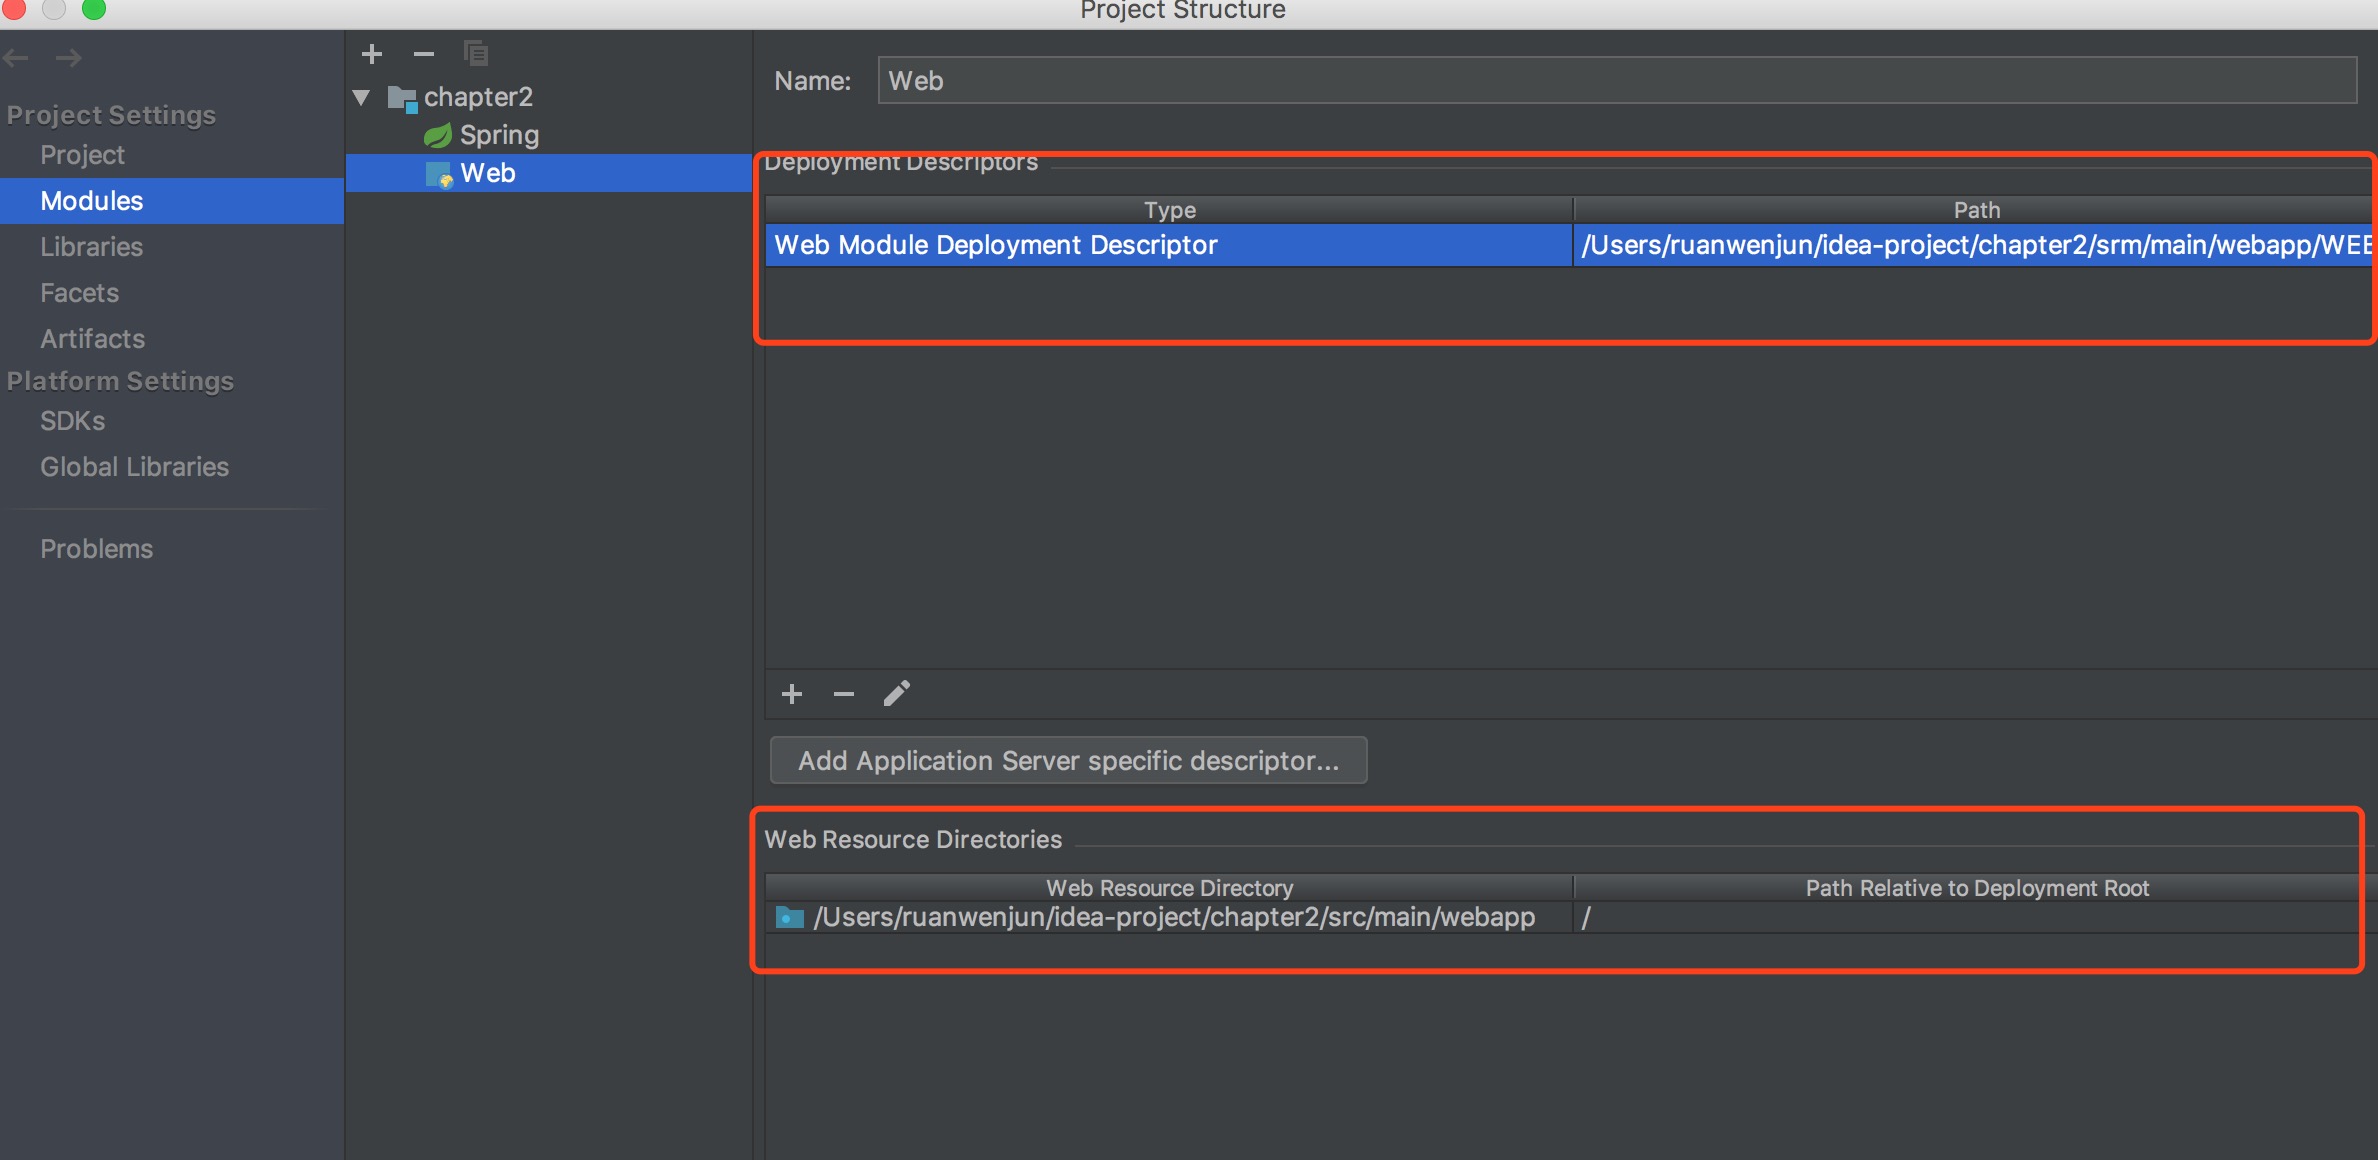 Project Structure
Project Settings
Project
Modules
Libraries
Facets
Artifacts
Platform Settings
SDKs
Global Libraries
Problems
chapter2
Spring
Web
Name: Web
Deployment Descriptors
Type Path
Web Module Deployment Descriptor /Users/ruanwenjun/idea-project/chapter2/srm/main/webapp/WEE
Add Application Server specific descriptor...
Web Resource Directories
Web Resource Directory Path Relative to Deployment Root
/Users/ruanwenjun/idea-project/chapter2/src/main/webapp /